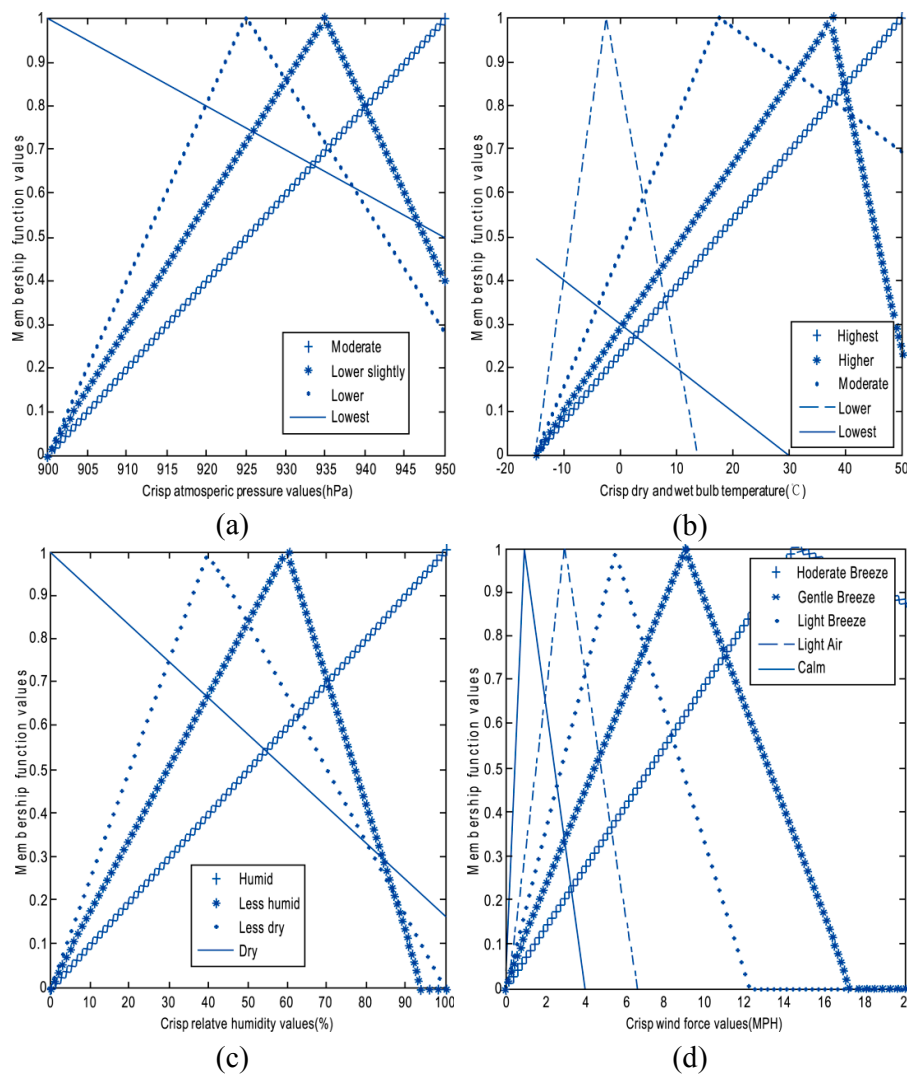 Membership function values
1
0.9
0.8
0.7
0.6
0.5
0.4
0.3
0.2
0.1
0
Moderate
Lower slightly
Lower
Lowest
900 905 910 915 920 925 930 935 940 945 950
Crisp atmosperic pressure values(hPa)
(a)
Membership function values
1
0.9
0.8
0.7
0.6
0.5
0.4
0.3
0.2
0.1
0
Highest
Higher
Moderate
Lower
Lowest
-20 -10 0 10 20 30 40 50
Crisp dry and wet bulb temperature(℃)
(b)
Membership function values
1
0.9
0.8
0.7
0.6
0.5
0.4
0.3
0.2
0.1
0
Humid
Less humid
Less dry
Dry
0 10 20 30 40 50 60 70 80 90 100
Crisp relatve humidity values(%)
(c)
Membership function values
1
0.9
0.8
0.7
0.6
0.5
0.4
0.3
0.2
0.1
0
Hoderate Breeze
Gentle Breeze
Light Breeze
Light Air
Calm
0 2 4 6 8 10 12 14 16 18 20
Crisp wind force values(MPH)
(d)